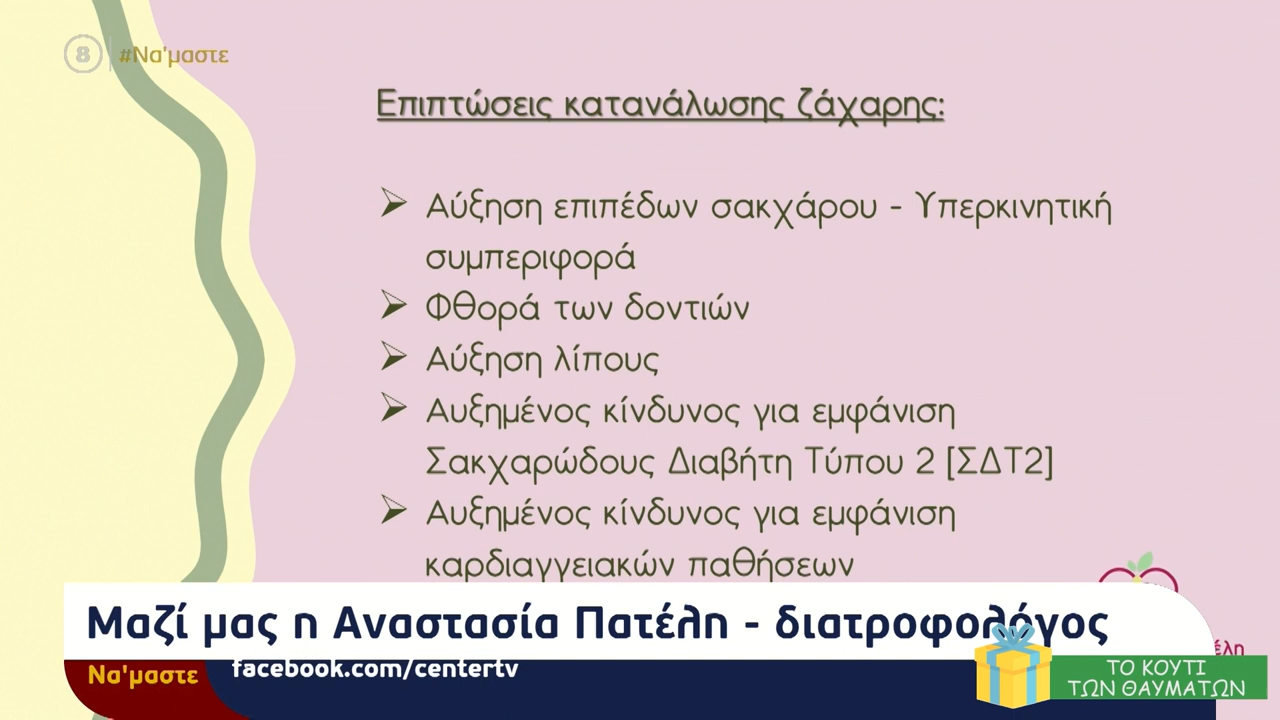 8 #Να'μαστε
Επιπτώσεις κατανάλωσης ζάχαρης:
➢ Αύξηση επιπέδων σακχάρου - Υπερκινητική
συμπεριφορά
➢ Φθορά των δοντιών
➢ Αύξηση λίπους
➢ Αυξημένος κίνδυνος για εμφάνιση
Σακχαρώδους Διαβήτη Τύπου 2 [ΣΔΤ2]
➢ Αυξημένος κίνδυνος για εμφάνιση
καρδιαγγειακών παθήσεων
Μαζί μας η Αναστασία Πατέλη - διατροφολόγος
Να'μαστε facebook.com/centertv
ΤΟ ΚΟΥΤΙ
ΤΩΝ ΘΑΥΜΑΤΩΝ